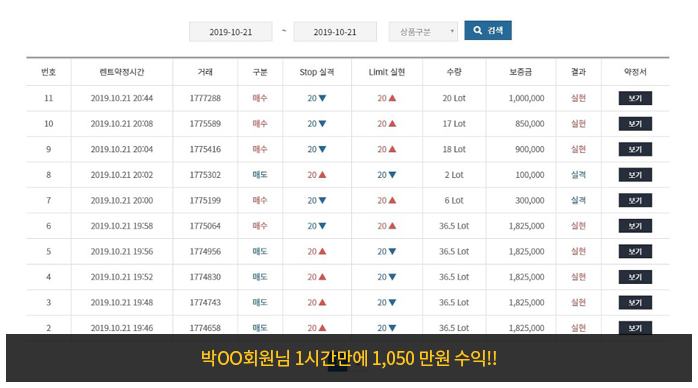 2019-10-21 ~ 2019-10-21 상품구분 검색
번호 렌트약정시간 거래 구분 Stop 실격 Limit 실현 수량 보증금 결과 약정서
11 2019.10.21 20:44 1777288 매수 20 ▼ 20 ▲ 20 Lot 1,000,000 실현 보기
10 2019.10.21 20:08 1775589 매수 20 ▼ 20 ▲ 17 Lot 850,000 실현 보기
9 2019.10.21 20:04 1775416 매수 20 ▼ 20 ▲ 18 Lot 900,000 실현 보기
8 2019.10.21 20:02 1775302 매도 20 ▲ 20 ▼ 2 Lot 100,000 실격 보기
7 2019.10.21 20:00 1775199 매수 20 ▼ 20 ▲ 6 Lot 300,000 실격 보기
6 2019.10.21 19:58 1775064 매수 20 ▼ 20 ▲ 36.5 Lot 1,825,000 실현 보기
5 2019.10.21 19:56 1774956 매도 20 ▲ 20 ▼ 36.5 Lot 1,825,000 실현 보기
4 2019.10.21 19:52 1774830 매도 20 ▲ 20 ▼ 36.5 Lot 1,825,000 실현 보기
3 2019.10.21 19:48 1774743 매도 20 ▲ 20 ▼ 36.5 Lot 1,825,000 실현 보기
2 2019.10.21 19:46 1774658 매도 20 ▲ 20 ▼ 36.5 Lot 1,825,000 실현 보기
박OO회원님 1시간만에 1,050 만원 수익!!